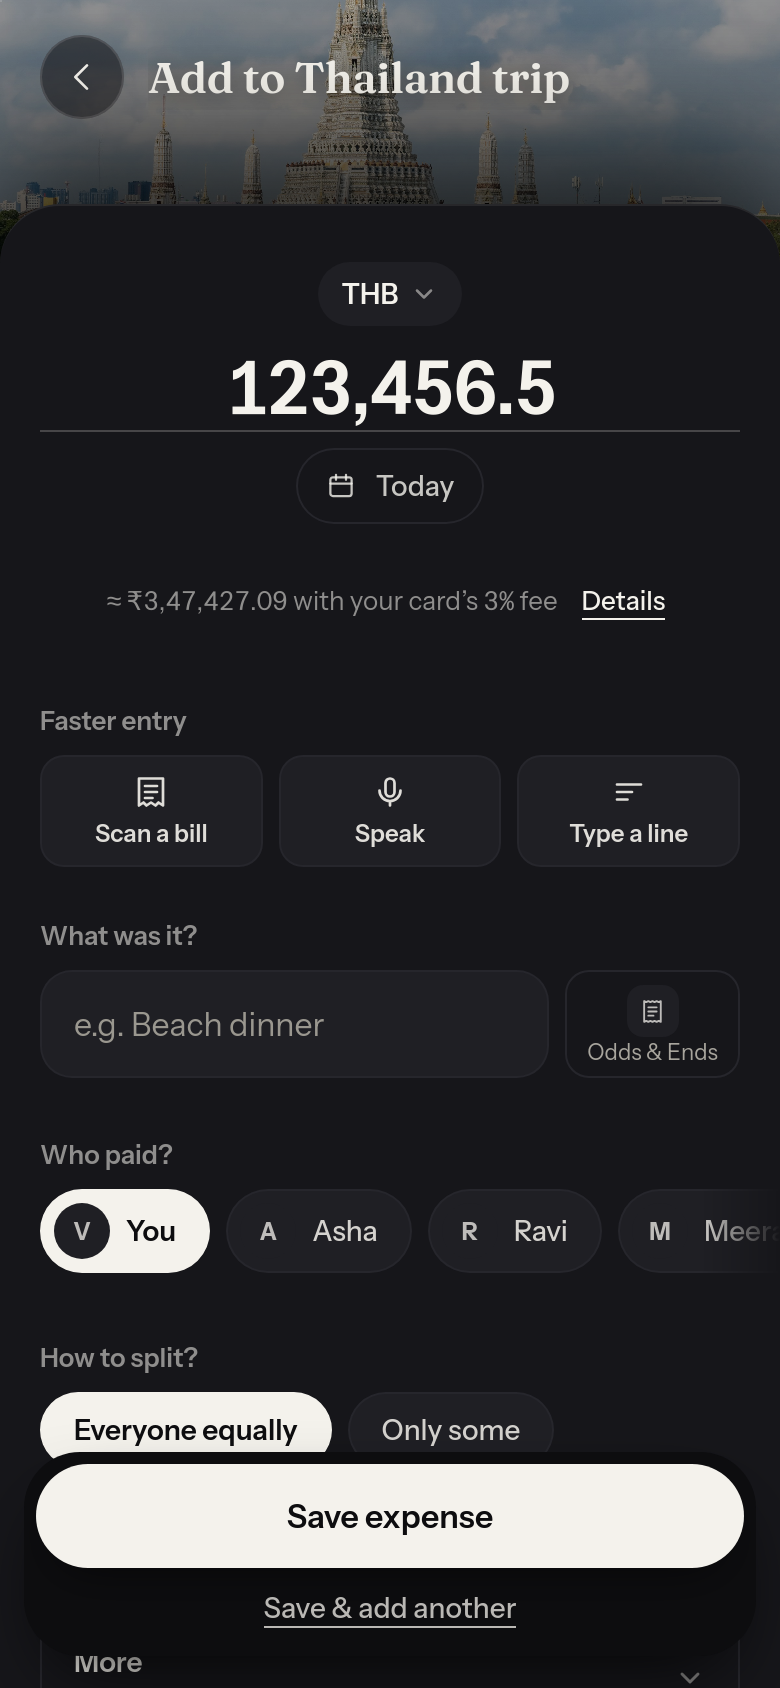 Add to Thailand trip
THB
123,456.5
Today
≈ ₹3,47,427.09 with your card’s 3% fee Details
Faster entry
Scan a bill
Speak
Type a line
What was it?
e.g. Beach dinner
Odds & Ends
Who paid?
V You
A Asha
R Ravi
M Meera
How to split?
Everyone equally
Only some
Save expense
Save & add another
More